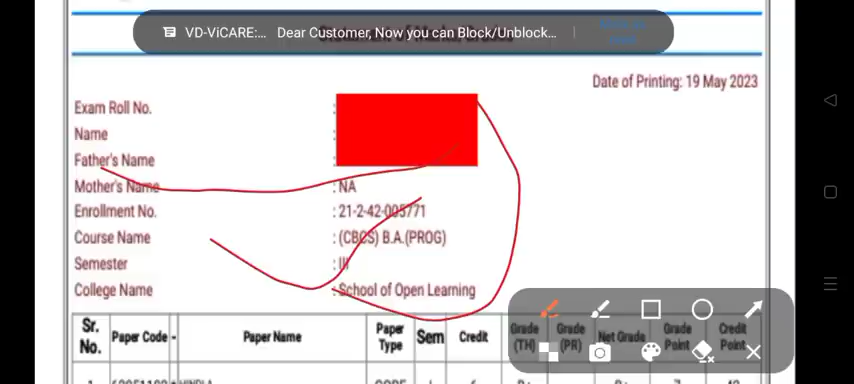 VD-ViCARE:... Dear Customer, Now you can Block/Unblock...
Date of Printing: 19 May 2023
Exam Roll No. :
Name :
Father's Name :
Mother's Name : NA
Enrollment No. : 21-2-42-005771
Course Name : (CBCS) B.A.(PROG)
Semester : III
College Name : School of Open Learning
Sr. No. Paper Code - Paper Name Paper Type Sem Credit Grade (TH) Grade (PR) Net Grade Grade Point Credit Point